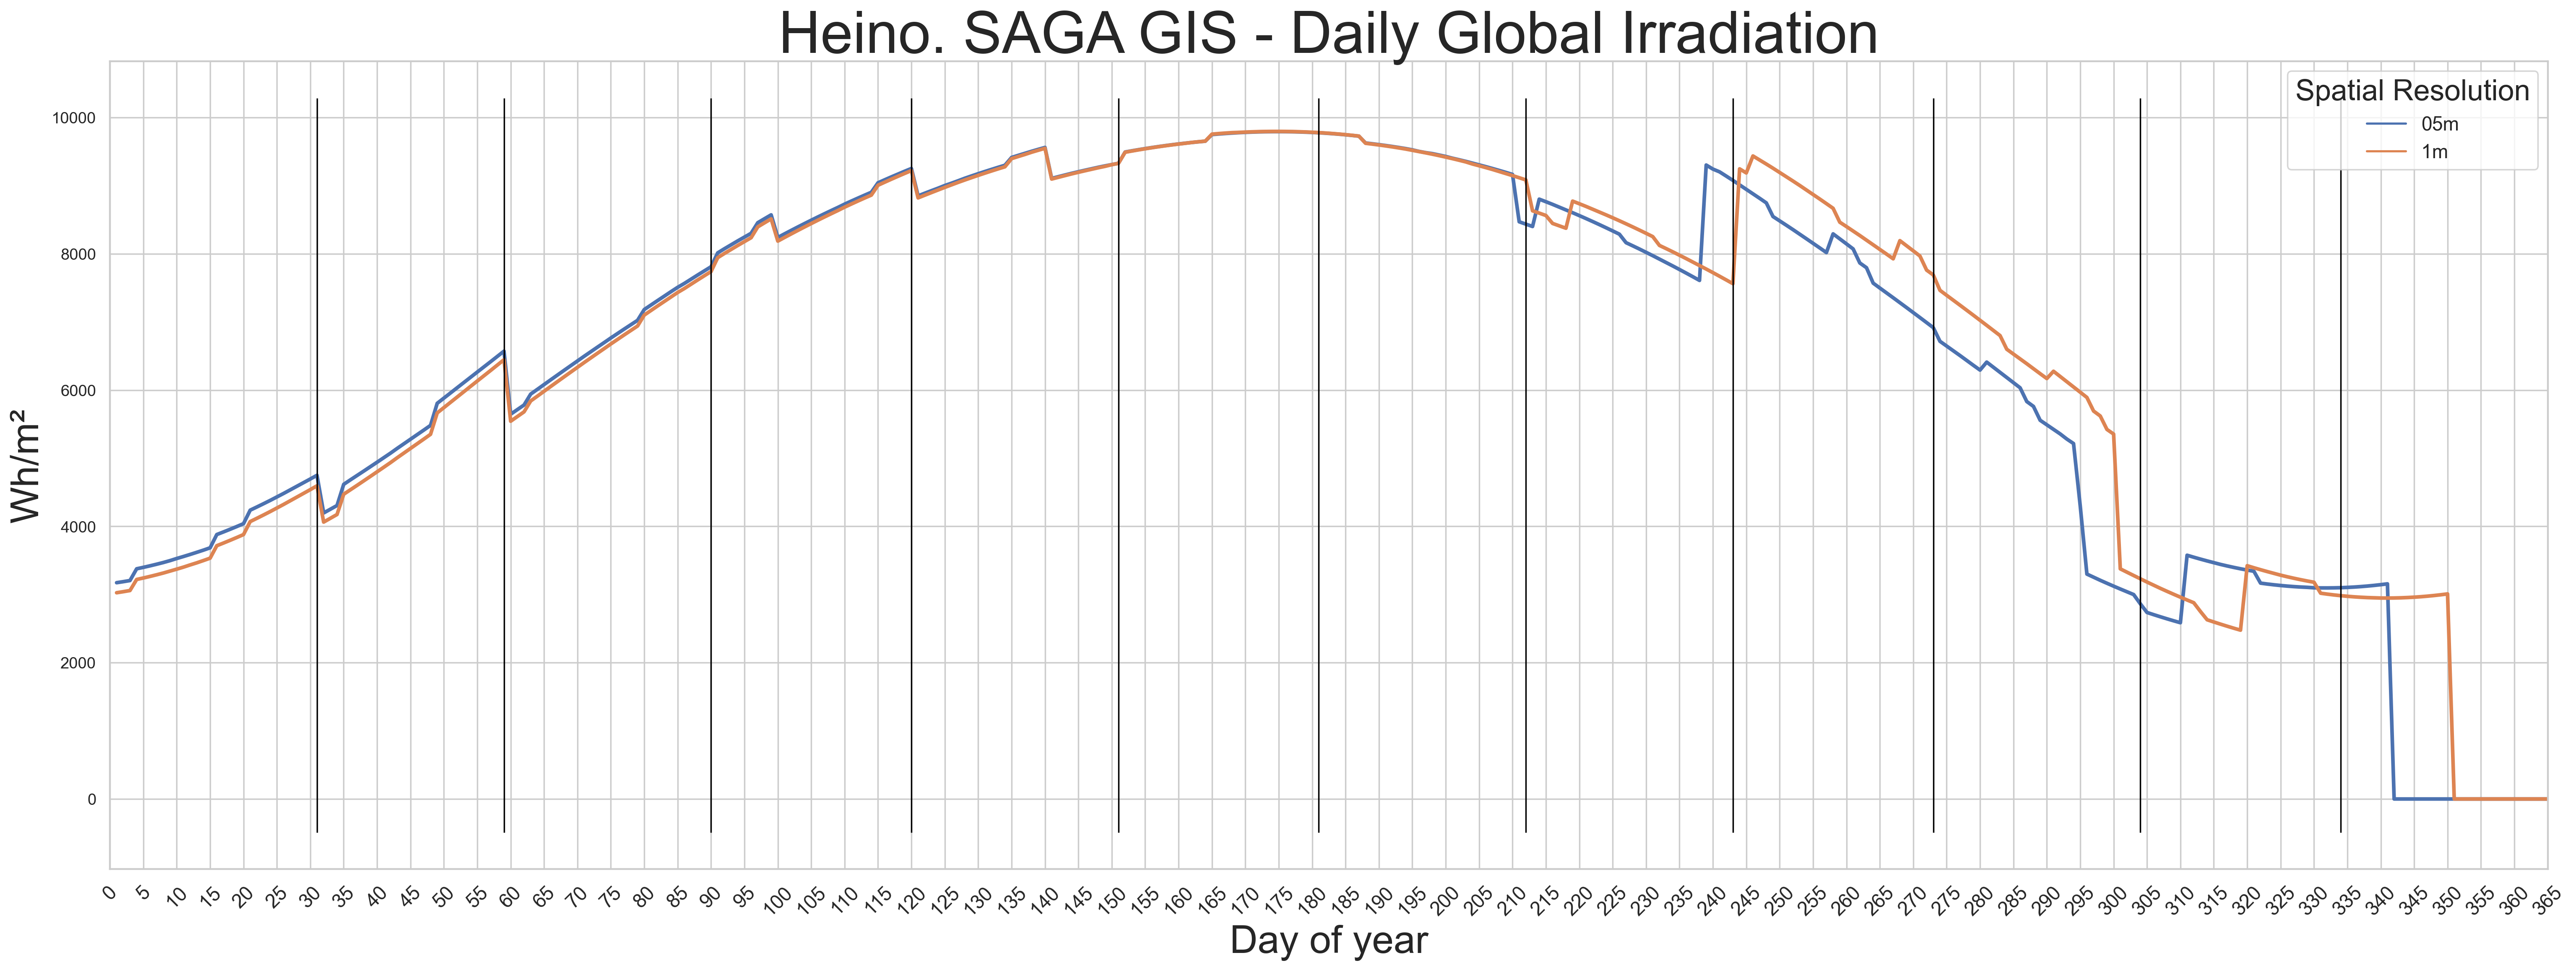 Heino. SAGA GIS - Daily Global Irradiation
Spatial Resolution
05m
1m
Wh/m²
10000
8000
6000
4000
2000
0
0 5 10 15 20 25 30 35 40 45 50 55 60 65 70 75 80 85 90 95 100 105 110 115 120 125 130 135 140 145 150 155 160 165 170 175 180 185 190 195 200 205 210 215 220 225 230 235 240 245 250 255 260 265 270 275 280 285 290 295 300 305 310 315 320 325 330 335 340 345 350 355 360 365
Day of year